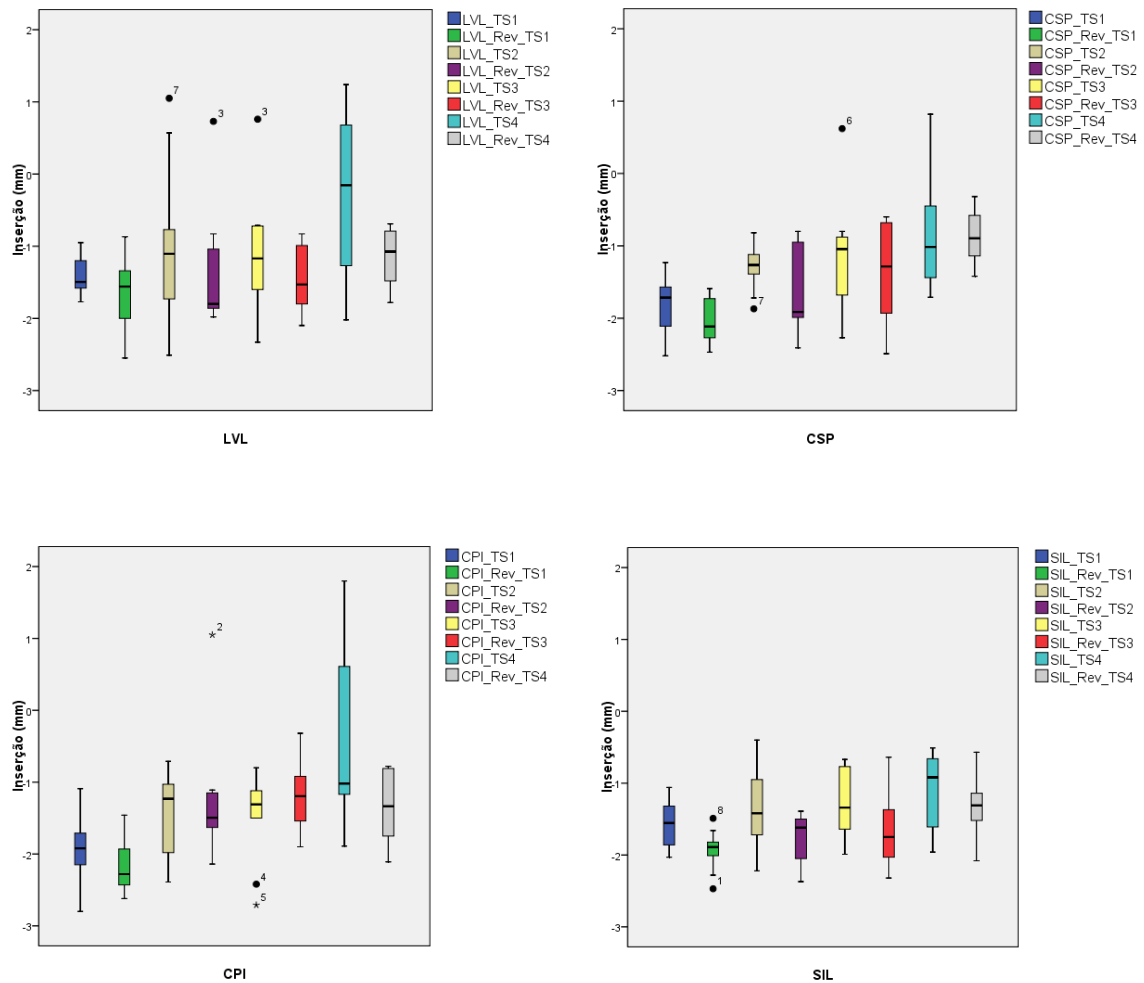 2
1
0
-1
-2
-3
Inserção (mm)
7
3
3
LVL
LVL_TS1
LVL_Rev_TS1
LVL_TS2
LVL_Rev_TS2
LVL_TS3
LVL_Rev_TS3
LVL_TS4
LVL_Rev_TS4
2
1
0
-1
-2
-3
Inserção (mm)
6
7
CSP
CSP_TS1
CSP_Rev_TS1
CSP_TS2
CSP_Rev_TS2
CSP_TS3
CSP_Rev_TS3
CSP_TS4
CSP_Rev_TS4
2
1
0
-1
-2
-3
Inserção (mm)
2
4
5
*
*
CPI
CPI_TS1
CPI_Rev_TS1
CPI_TS2
CPI_Rev_TS2
CPI_TS3
CPI_Rev_TS3
CPI_TS4
CPI_Rev_TS4
2
1
0
-1
-2
-3
Inserção (mm)
8
1
SIL
SIL_TS1
SIL_Rev_TS1
SIL_TS2
SIL_Rev_TS2
SIL_TS3
SIL_Rev_TS3
SIL_TS4
SIL_Rev_TS4